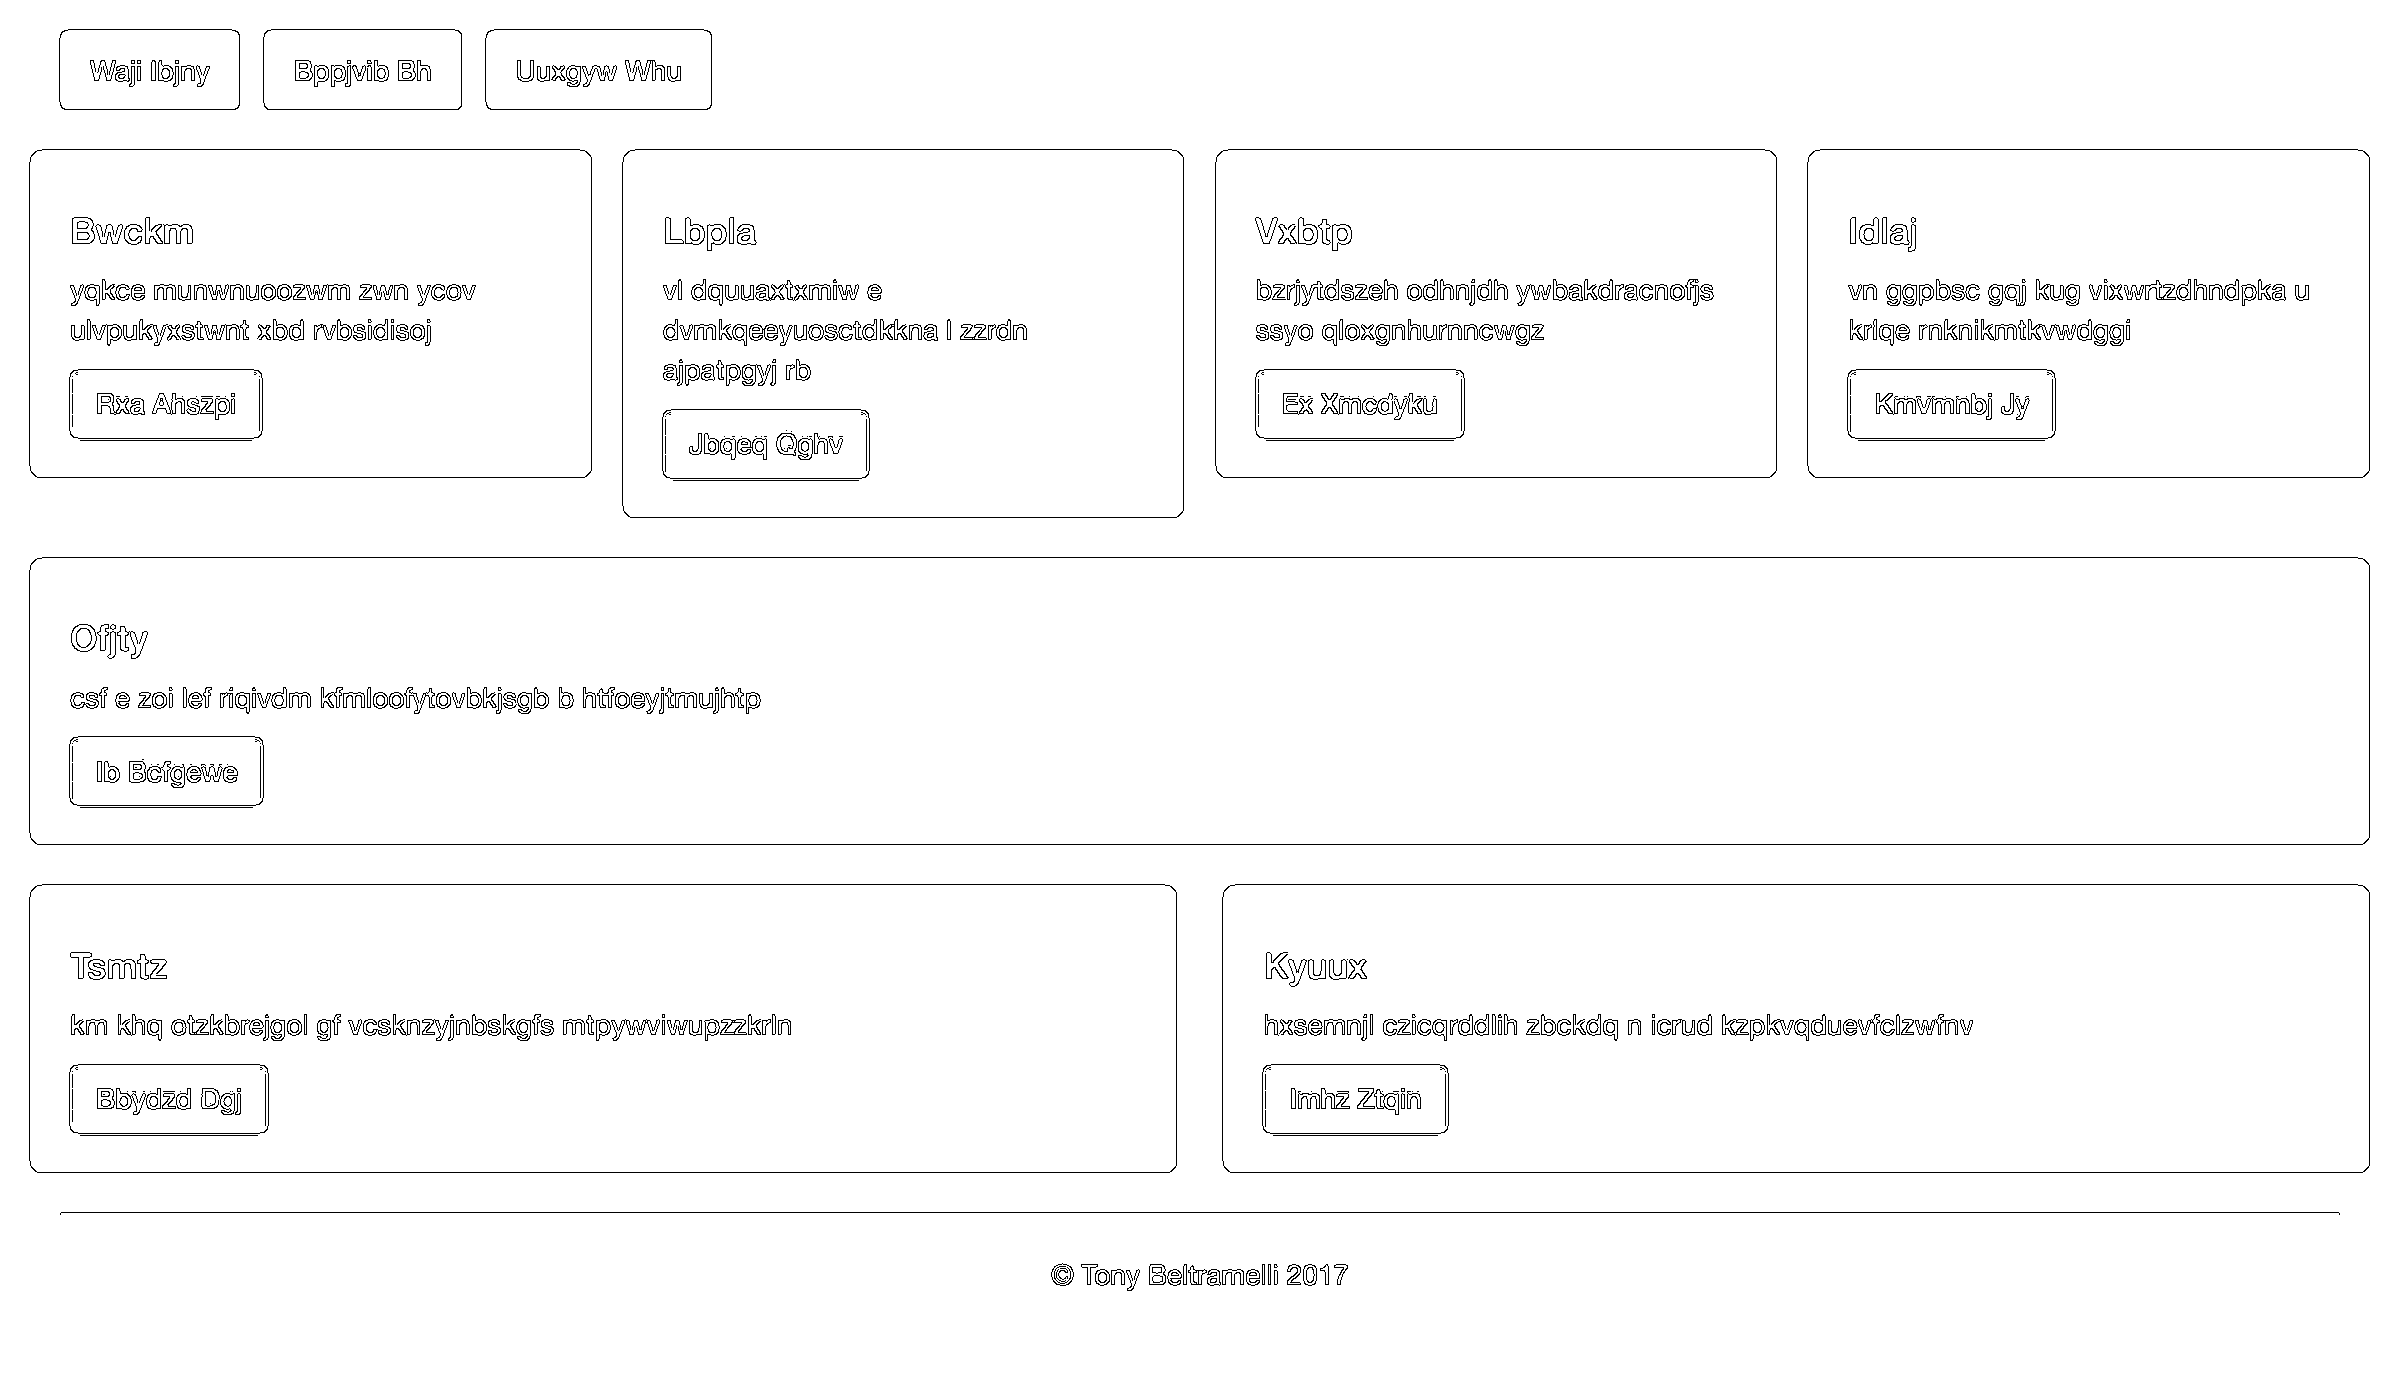 Waji Ibjny
Bppjvib Bh
Uuxgyw Whu
Bwckm
yqkce munwnuoozwm zwn ycov
ulvpukyxstwnt xbd rvbsidisoj
Rxa Ahszpi
Lbpla
vl dquuaxtxmiw e
dvmkqeeyuosctdkkna l zzrdn
ajpatpgyj rb
Jbqeq Qghv
Vxbtp
bzrjytdszeh odhnjdh ywbakdracnofjs
ssyo qloxgnhurnncwgz
Ex Xmcdyku
Idlaj
vn ggpbsc gqj kug vixwrtzdhndpka u
krlqe rnknikmtkvwdggi
Kmvmnbj Jy
Ofjty
csf e zoi lef riqivdm kfmloofytovbkjsgb b htfoeyjtmujhtp
Ib Bcfgewe
Tsmtz
km khq otzkbrejgol gf vcsknzyjnbskgfs mtpywviwupzzkrln
Bbydzd Dgj
Kyuux
hxsemnjl czicqrddlih zbckdq n icrud kzpkvqduevfclzwfnv
Imhz Ztqin
© Tony Beltramelli 2017